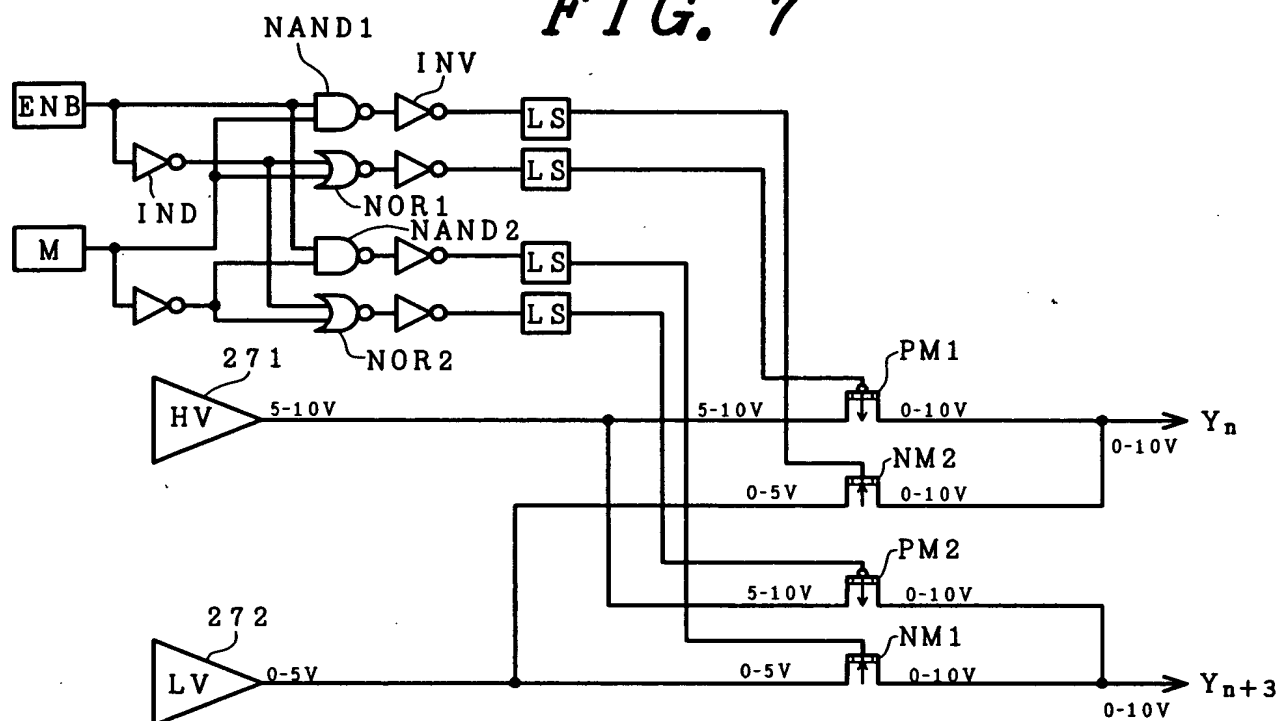 FIG. 7
NAND1
INV
ENB
LS
LS
IND
NOR1
NAND2
M
LS
LS
NOR2
271
HV
5-10V
5-10V
PM1
0-10V
Yn
0-10V
NM2
0-5V
0-10V
PM2
5-10V
0-10V
272
LV
0-5V
NM1
0-5V
0-10V
Yn+3
0-10V